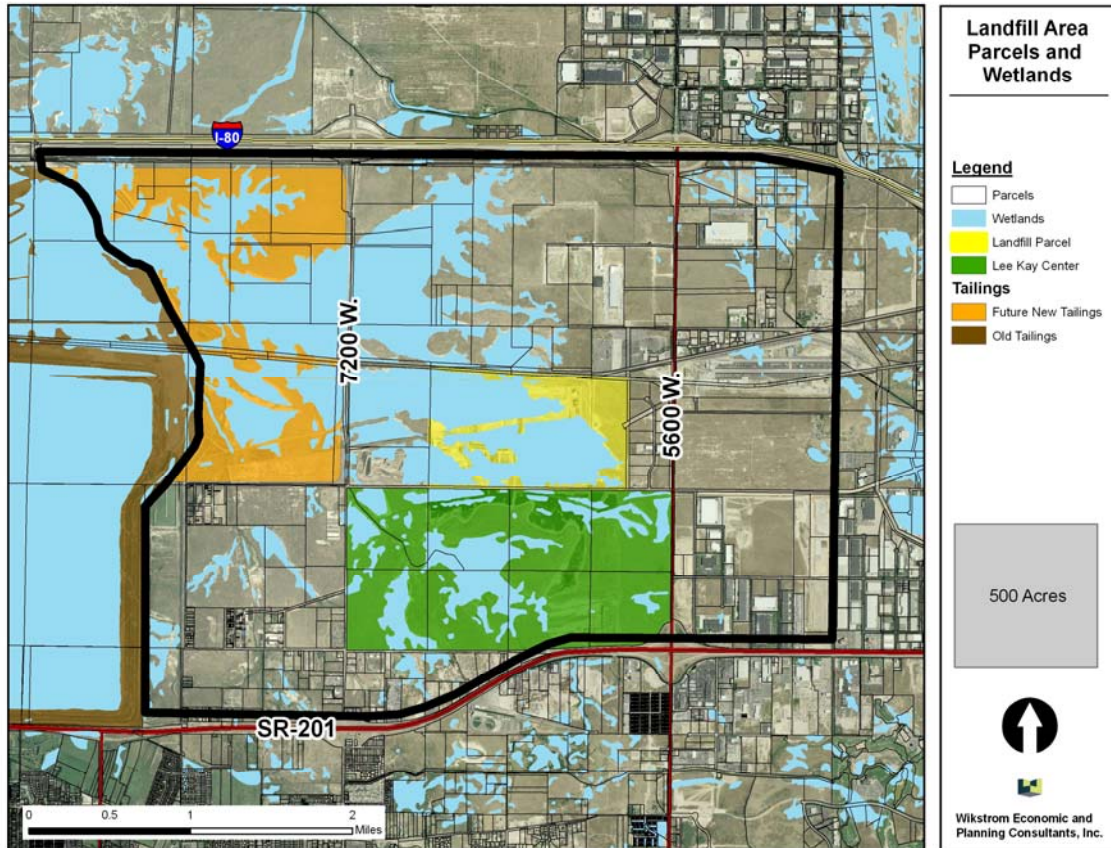 Landfill Area
Parcels and
Wetlands
Legend
Parcels
Wetlands
Landfill Parcel
Lee Kay Center
Tailings
Future New Tailings
Old Tailings
500 Acres
Wikstrom Economic and
Planning Consultants, Inc.
I-80
7200 W.
5600 W.
SR-201
0 0.5 1 2
Miles